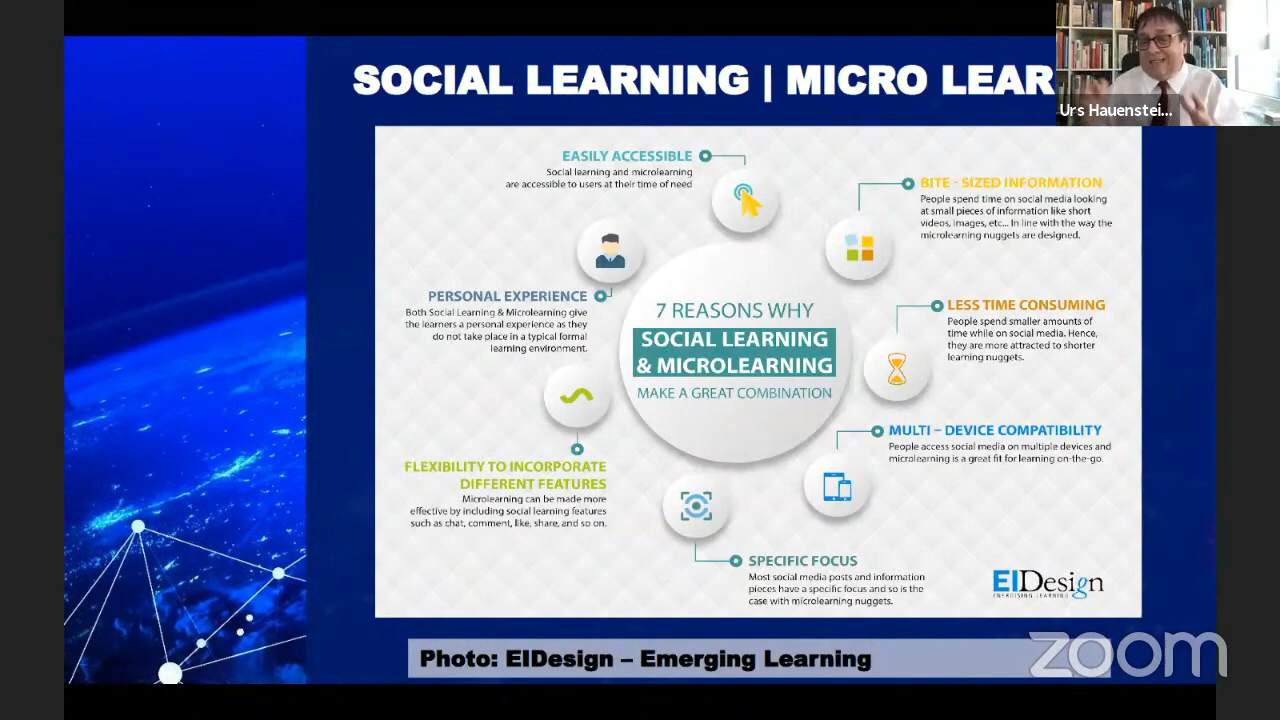 SOCIAL LEARNING | MICRO LEAR
Urs Hauenstei...
EASILY ACCESSIBLE
Social learning and microlearning
are accessible to users at their time of need
BITE - SIZED INFORMATION
People spend time on social media looking
at small pieces of information like short
videos, images, etc... In line with the way the
microlearning nuggets are designed.
PERSONAL EXPERIENCE
Both Social Learning & Microlearning give
the learners a personal experience as they
do not take place in a typical formal
learning environment.
7 REASONS WHY
SOCIAL LEARNING
& MICROLEARNING
MAKE A GREAT COMBINATION
LESS TIME CONSUMING
People spend smaller amounts of
time while on social media. Hence,
they are more attracted to shorter
learning nuggets.
MULTI – DEVICE COMPATIBILITY
People access social media on multiple devices and
microlearning is a great fit for learning on-the-go.
FLEXIBILITY TO INCORPORATE
DIFFERENT FEATURES
Microlearning can be made more
effective by including social learning features
such as chat, comment, like, share, and so on.
SPECIFIC FOCUS
Most social media posts and information
pieces have a specific focus and so is the
case with microlearning nuggets.
EIDesign
ENERGISING LEARNING
Photo: EIDesign – Emerging Learning
zoom